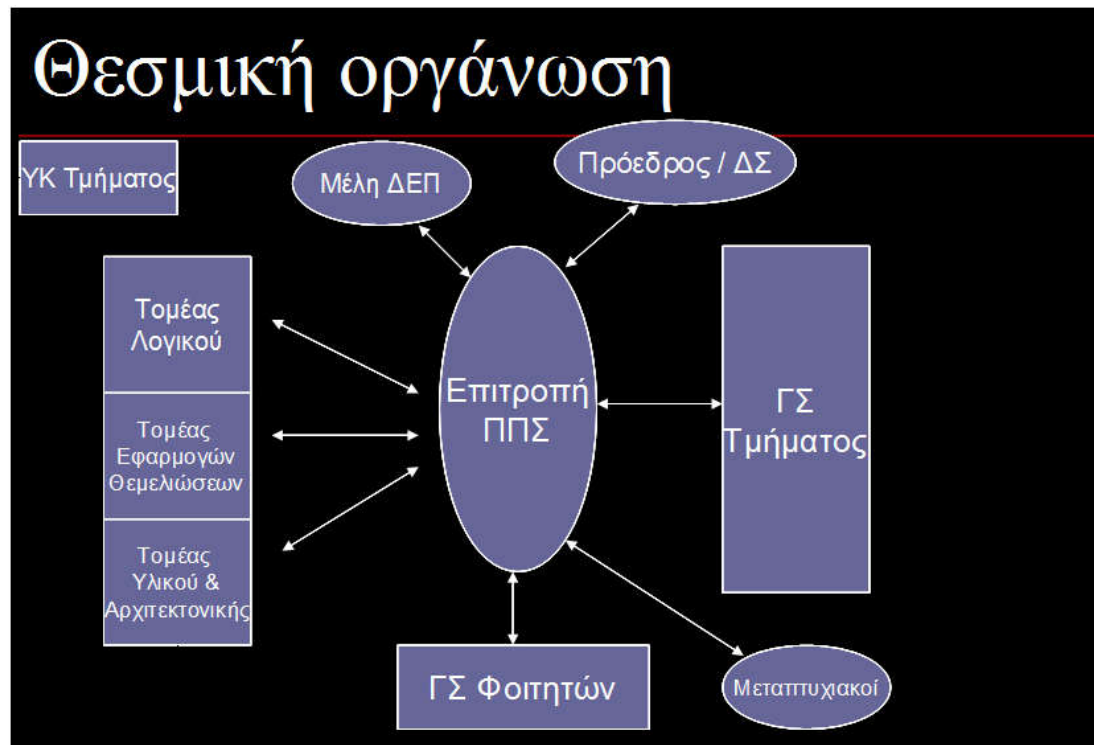 Θεσμική οργάνωση
ΥΚ Τμήματος
Μέλη ΔΕΠ
Πρόεδρος / ΔΣ
Τομέας
Λογικού
Τομέας
Εφαρμογών
Θεμελιώσεων
Τομέας
Υλικού &
Αρχιτεκτονικής
Επιτροπή
ΠΠΣ
ΓΣ
Τμήματος
ΓΣ Φοιτητών
Μεταπτυχιακοί